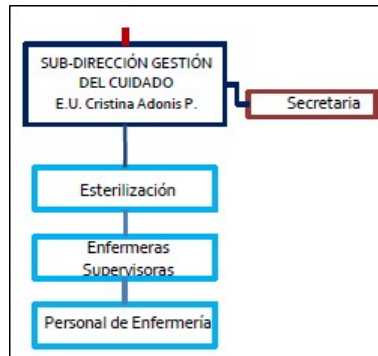 SUB-DIRECCIÓN GESTIÓN
DEL CUIDADO
E.U. Cristina Adonis P.
Secretaria
Esterilización
Enfermeras
Supervisoras
Personal de Enfermería